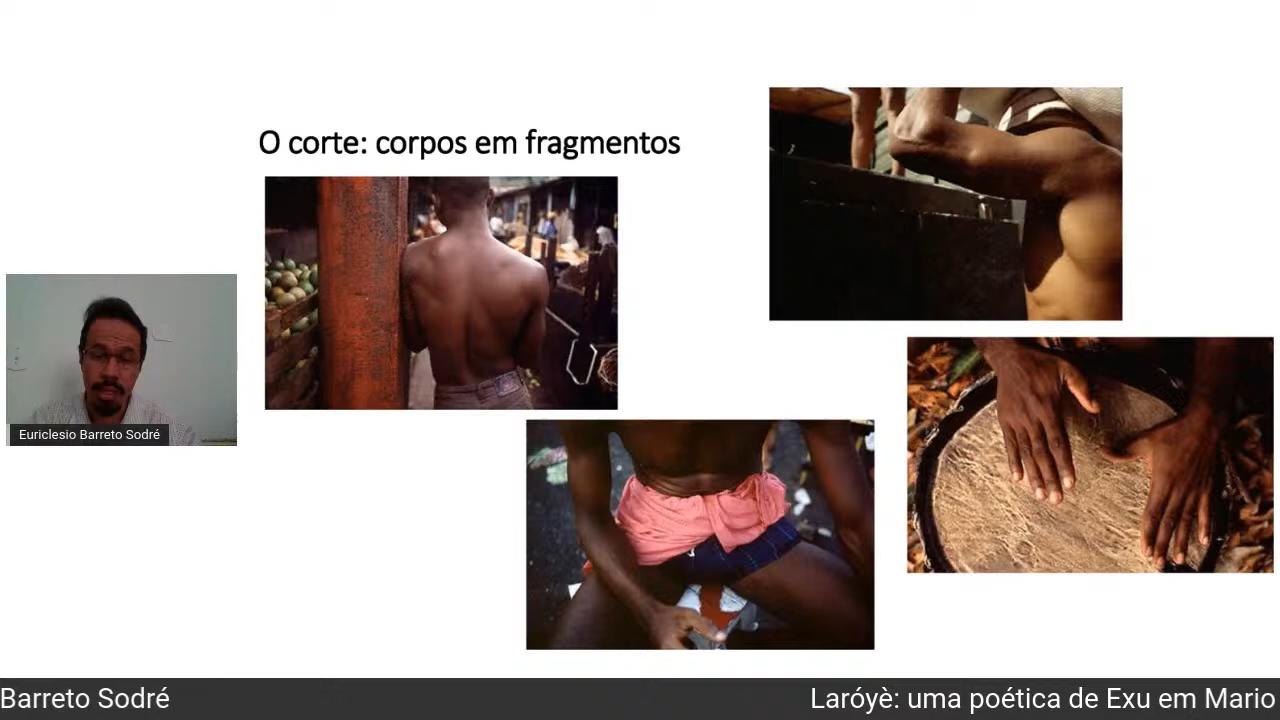 O corte: corpos em fragmentos
Euriclesio Barreto Sodré
Barreto Sodré
Laróyè: uma poética de Exu em Mario